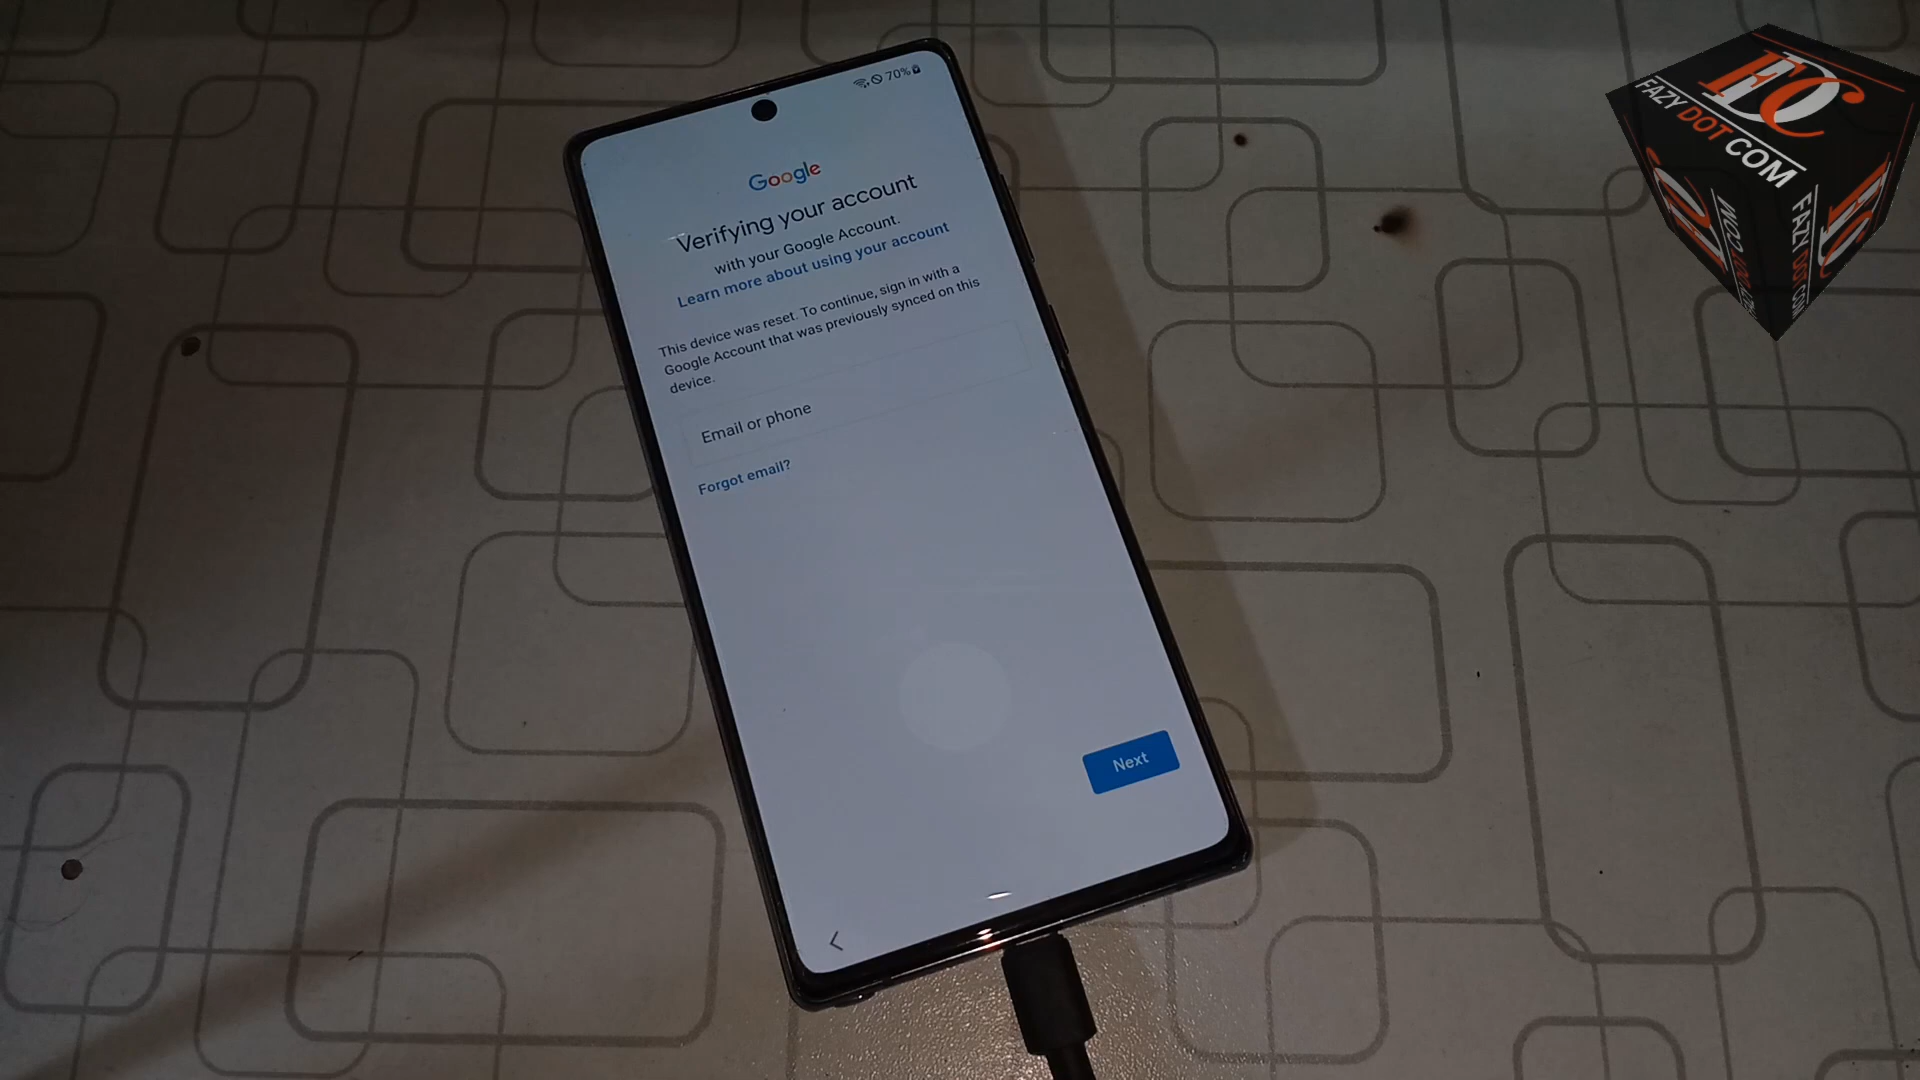 70%
Google
Verifying your account
with your Google Account.
Learn more about using your account
This device was reset. To continue, sign in with a
Google Account that was previously synced on this
device.
Email or phone
Forgot email?
Next
FDC
FAZY DOT COM
FAZY DOT COM